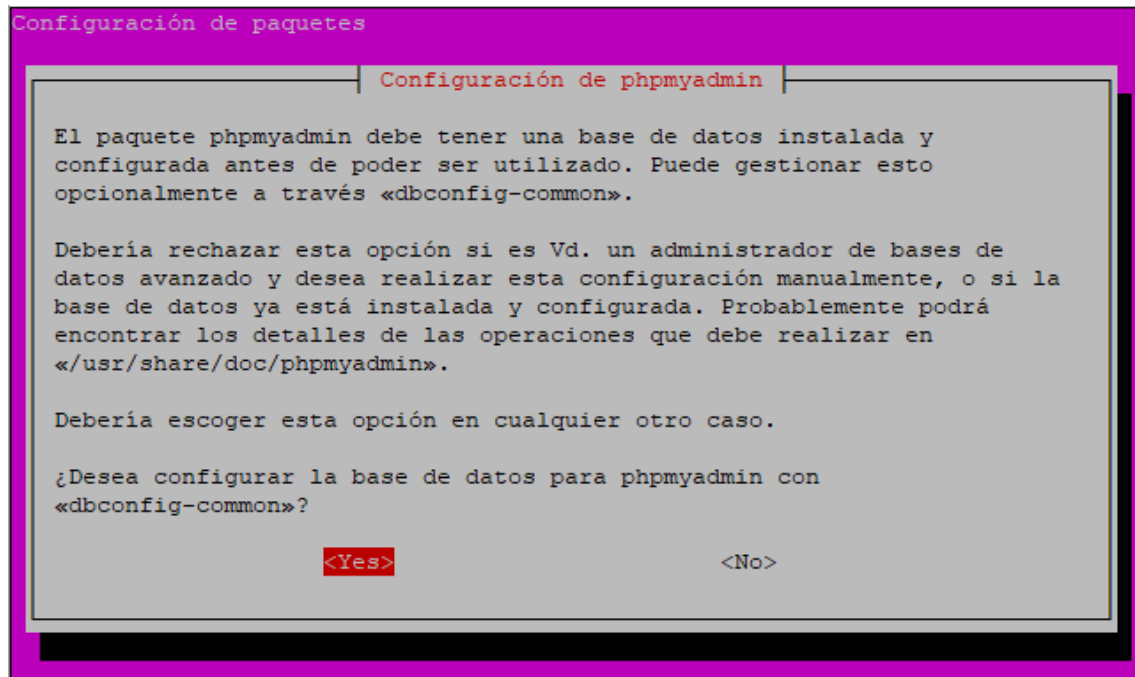 Configuración de paquetes
Configuración de phpmyadmin
El paquete phpmyadmin debe tener una base de datos instalada y
configurada antes de poder ser utilizado. Puede gestionar esto
opcionalmente a través «dbconfig-common».
Debería rechazar esta opción si es Vd. un administrador de bases de
datos avanzado y desea realizar esta configuración manualmente, o si la
base de datos ya está instalada y configurada. Probablemente podrá
encontrar los detalles de las operaciones que debe realizar en
«/usr/share/doc/phpmyadmin».
Debería escoger esta opción en cualquier otro caso.
¿Desea configurar la base de datos para phpmyadmin con
«dbconfig-common»?
<Yes> <No>